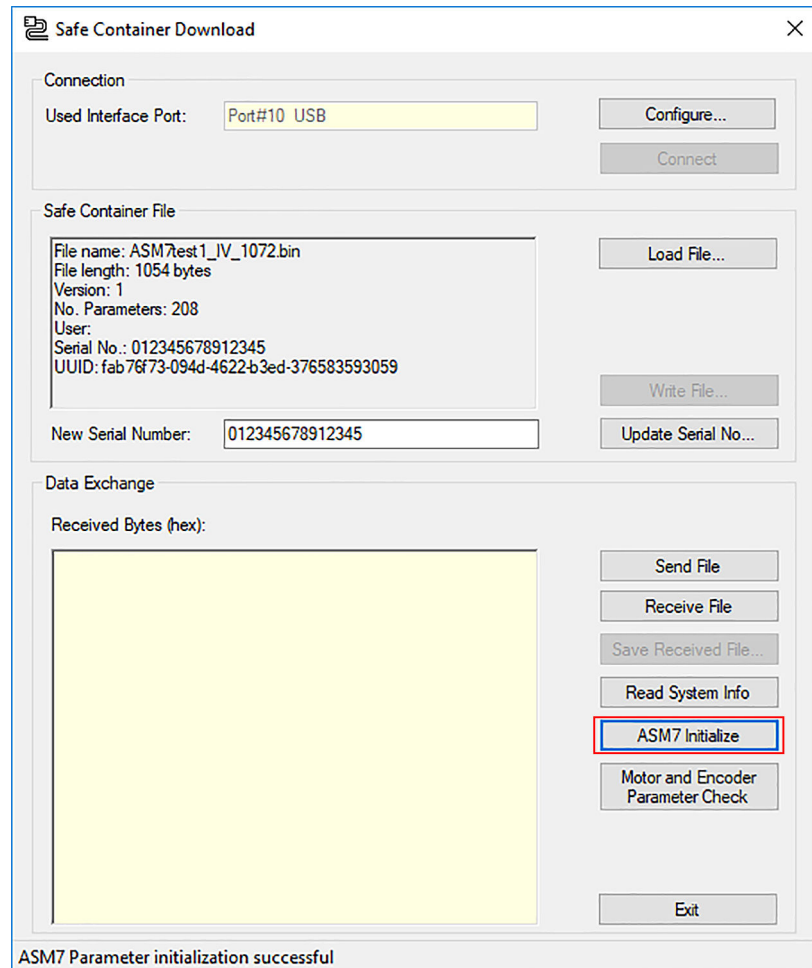 Safe Container Download
Connection
Used Interface Port:
Port#10 USB
Configure...
Connect
Safe Container File
File name: ASM7test1_IV_1072.bin
File length: 1054 bytes
Version: 1
No. Parameters: 208
User:
Serial No.: 012345678912345
UUID: fab76f73-094d-4622-b3ed-376583593059
Load File...
Write File...
New Serial Number:
012345678912345
Update Serial No...
Data Exchange
Received Bytes (hex):
Send File
Receive File
Save Received File...
Read System Info
ASM7 Initialize
Motor and Encoder
Parameter Check
Exit
ASM7 Parameter initialization successful